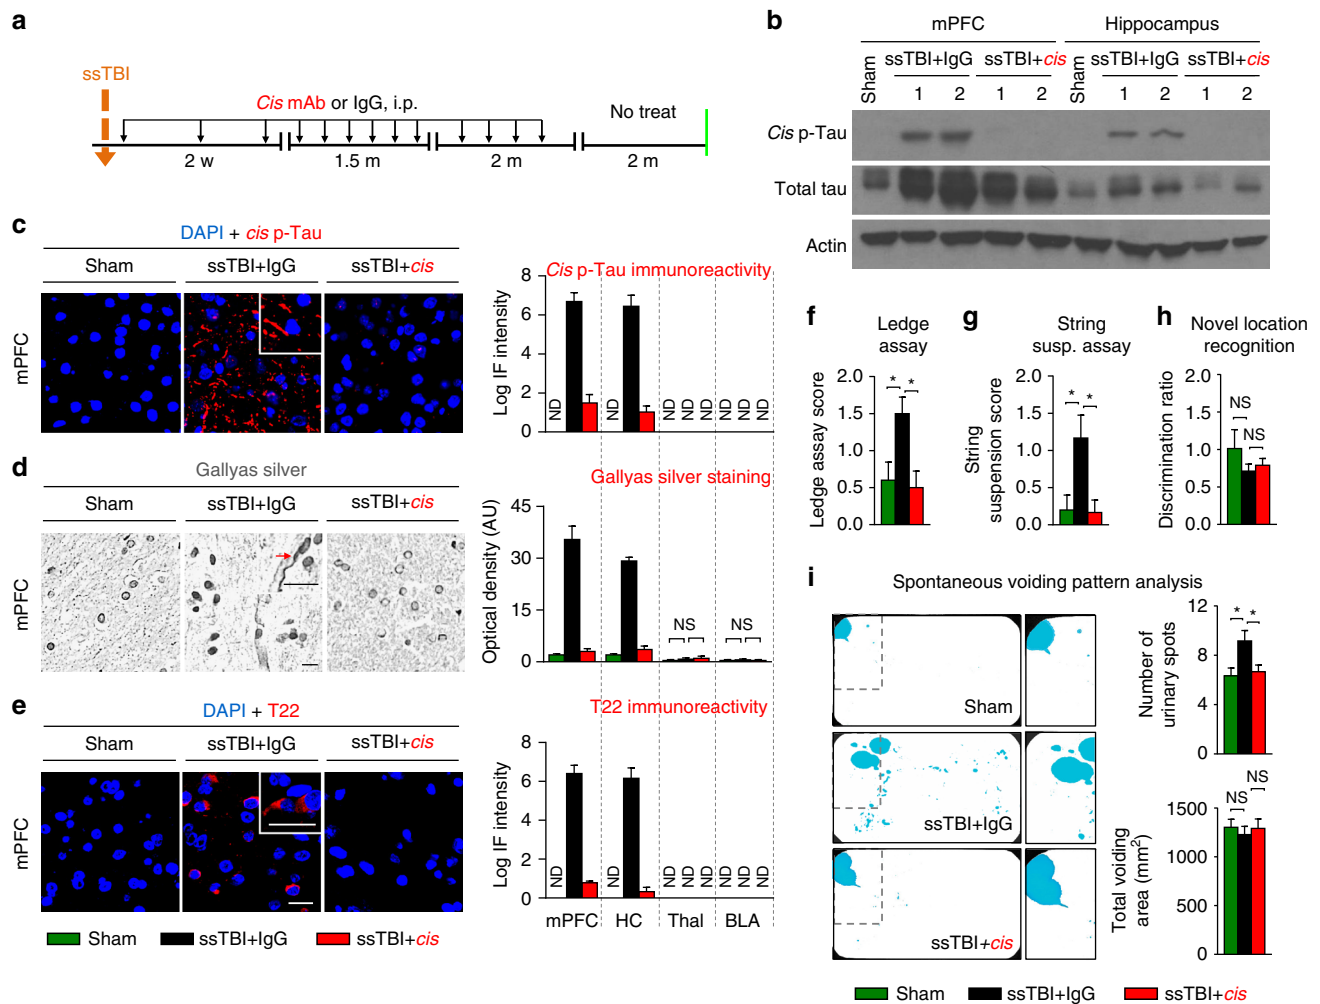 a
ssTBI
Cis mAb or IgG, i.p.
No treat
2 w
1.5 m
2 m
2 m
b
mPFC
Hippocampus
Sham
ssTBI+IgG
ssTBI+cis
Sham
ssTBI+IgG
ssTBI+cis
1 2 1 2 1 2 1 2
Cis p-Tau
Total tau
Actin
c
DAPI + cis p-Tau
Sham
ssTBI+IgG
ssTBI+cis
mPFC
Cis p-Tau immunoreactivity
Log IF intensity
8
6
4
2
0
ND ND ND ND ND ND ND ND
d
Gallyas silver
Sham
ssTBI+IgG
ssTBI+cis
mPFC
Gallyas silver staining
Optical density (AU)
45
30
15
0
NS NS
e
DAPI + T22
Sham
ssTBI+IgG
ssTBI+cis
mPFC
T22 immunoreactivity
Log IF intensity
8
6
4
2
0
ND ND ND ND ND ND ND ND
mPFC HC Thal BLA
Sham ssTBI+IgG ssTBI+cis
f
Ledge
assay
Ledge assay score
2.0
1.5
1.0
0.5
0.0
* *
g
String
susp. assay
String
suspension score
2.0
1.5
1.0
0.5
0.0
* *
h
Novel location
recognition
Discrimination ratio
2.0
1.5
1.0
0.5
0.0
NS
NS
i
Spontaneous voiding pattern analysis
Sham
ssTBI+IgG
ssTBI+cis
Number of
urinary spots
12
8
4
0
* *
Total voiding
area (mm2)
1500
1000
500
0
NS
NS
Sham ssTBI+IgG ssTBI+cis